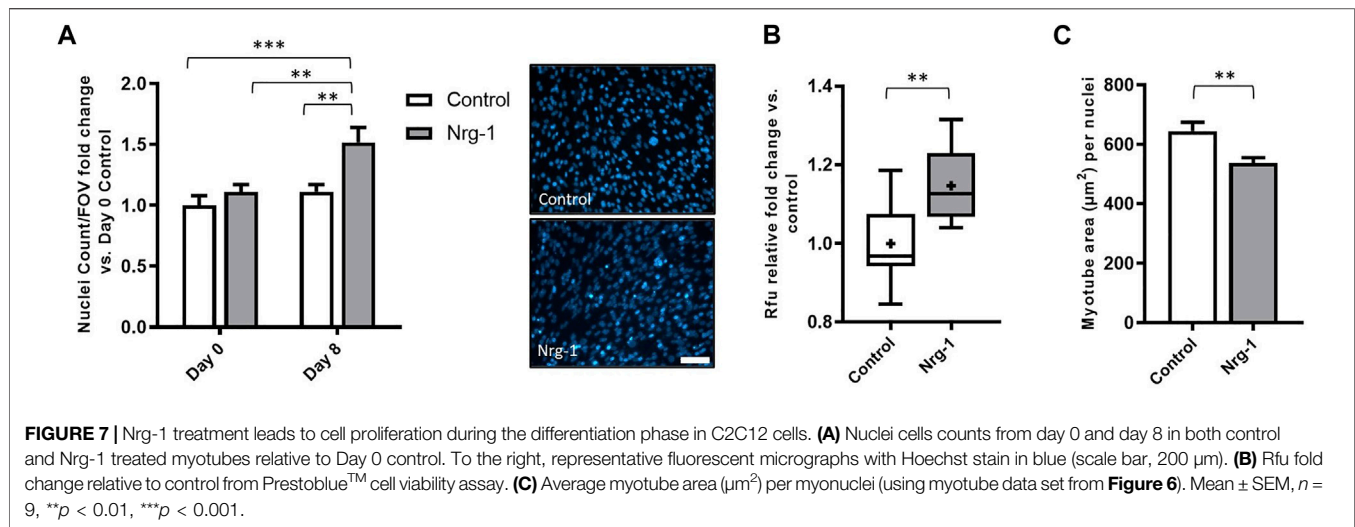 A
***
**
**
Nuclei Count/FOV fold change
vs. Day 0 Control
2.0
1.5
1.0
0.5
0.0
Day 0
Day 8
Control
Nrg-1
Control
Nrg-1
B
**
Rfu relative fold change vs.
control
1.4
1.2
1.0
0.8
Control
Nrg-1
C
**
Myotube area (µm²) per nuclei
800
600
400
200
0
Control
Nrg-1
FIGURE 7 | Nrg-1 treatment leads to cell proliferation during the differentiation phase in C2C12 cells. (A) Nuclei cells counts from day 0 and day 8 in both control
and Nrg-1 treated myotubes relative to Day 0 control. To the right, representative fluorescent micrographs with Hoechst stain in blue (scale bar, 200 µm). (B) Rfu fold
change relative to control from Prestoblue™ cell viability assay. (C) Average myotube area (µm²) per myonuclei (using myotube data set from Figure 6). Mean ± SEM, n =
9, **p < 0.01, ***p < 0.001.